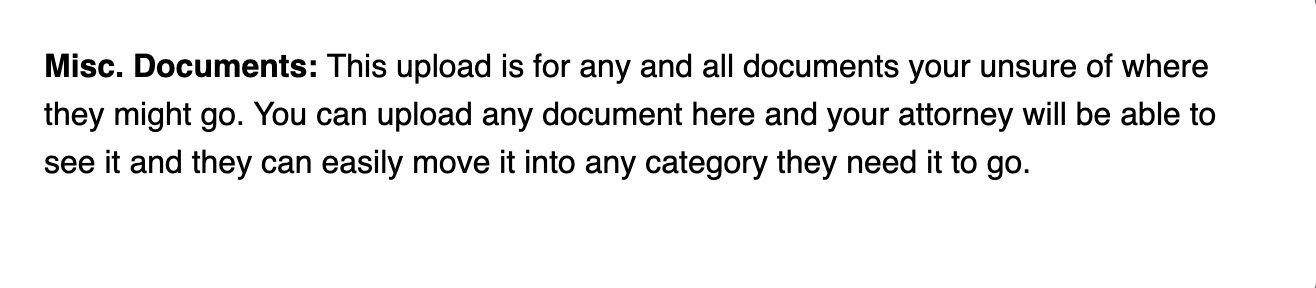 Misc. Documents: This upload is for any and all documents your unsure of where
they might go. You can upload any document here and your attorney will be able to
see it and they can easily move it into any category they need it to go.